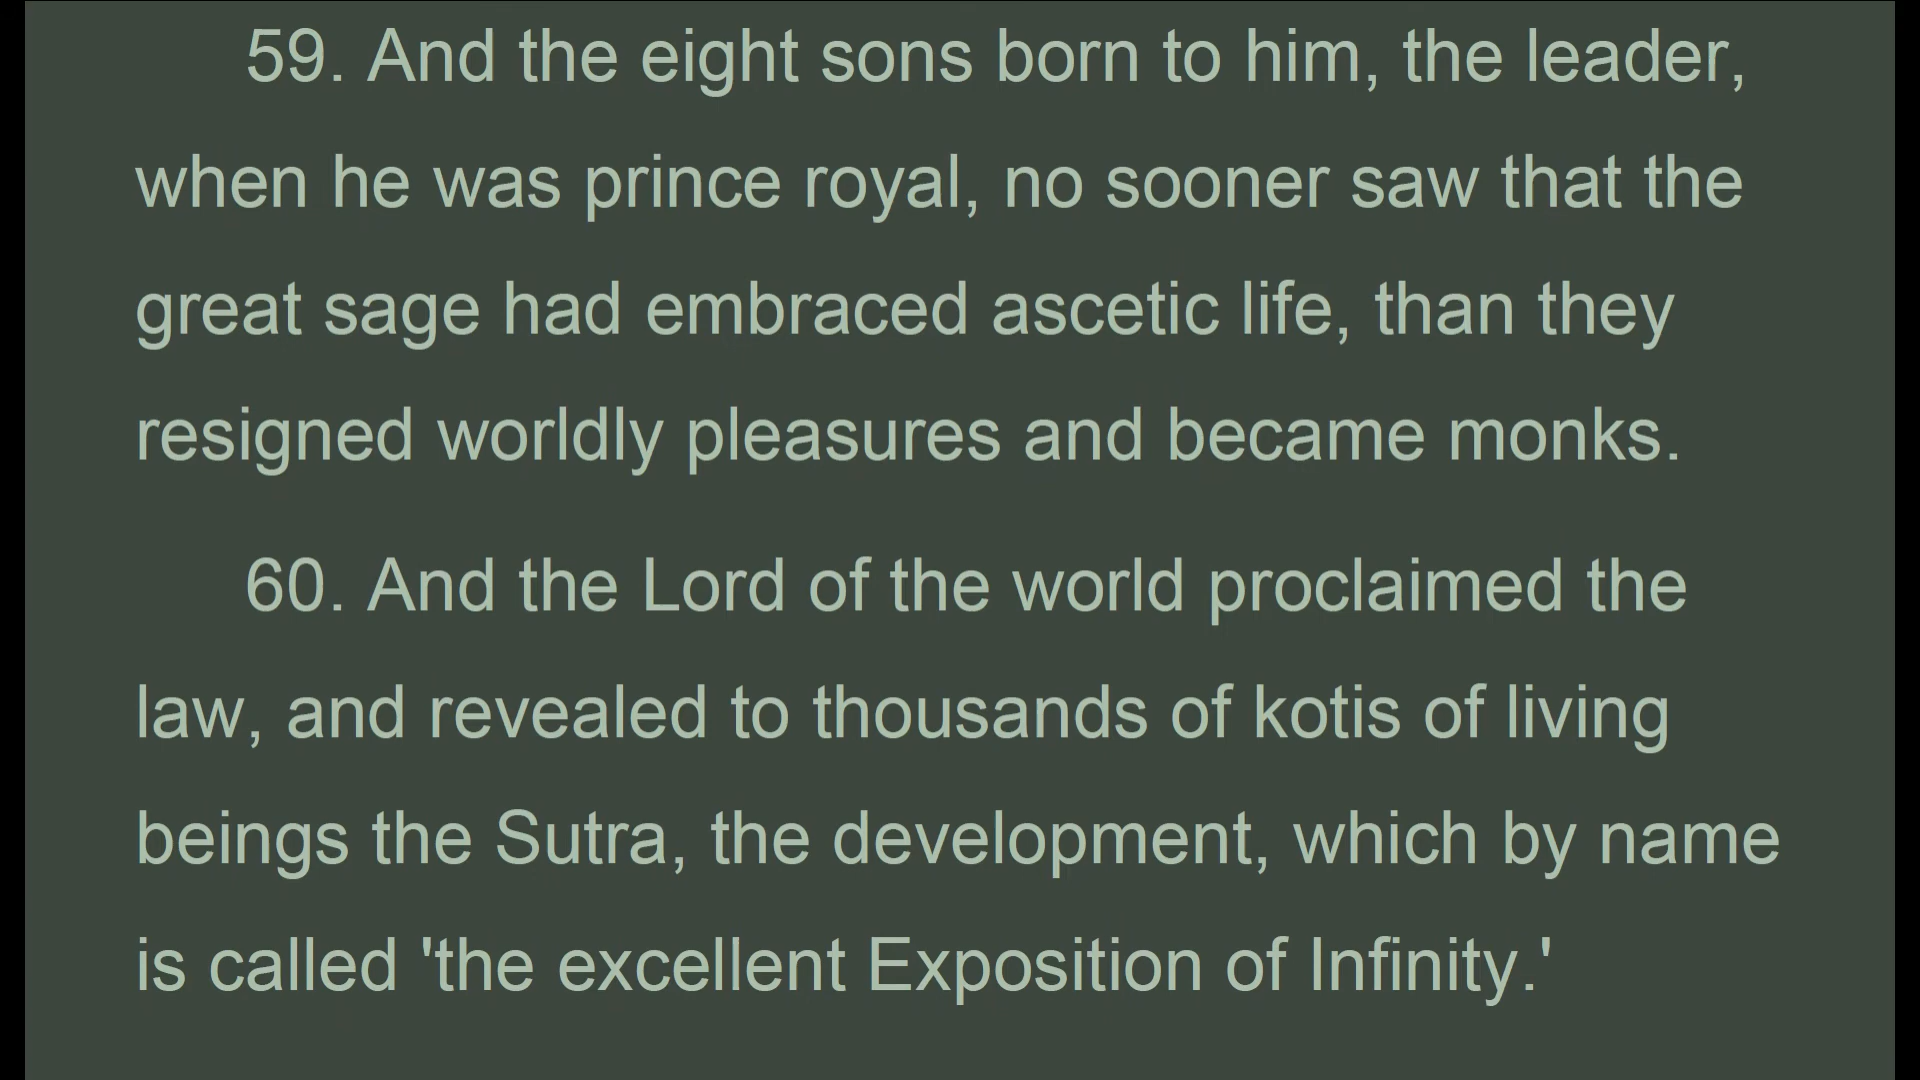 59. And the eight sons born to him, the leader,
when he was prince royal, no sooner saw that the
great sage had embraced ascetic life, than they
resigned worldly pleasures and became monks.
60. And the Lord of the world proclaimed the
law, and revealed to thousands of kotis of living
beings the Sutra, the development, which by name
is called 'the excellent Exposition of Infinity.'